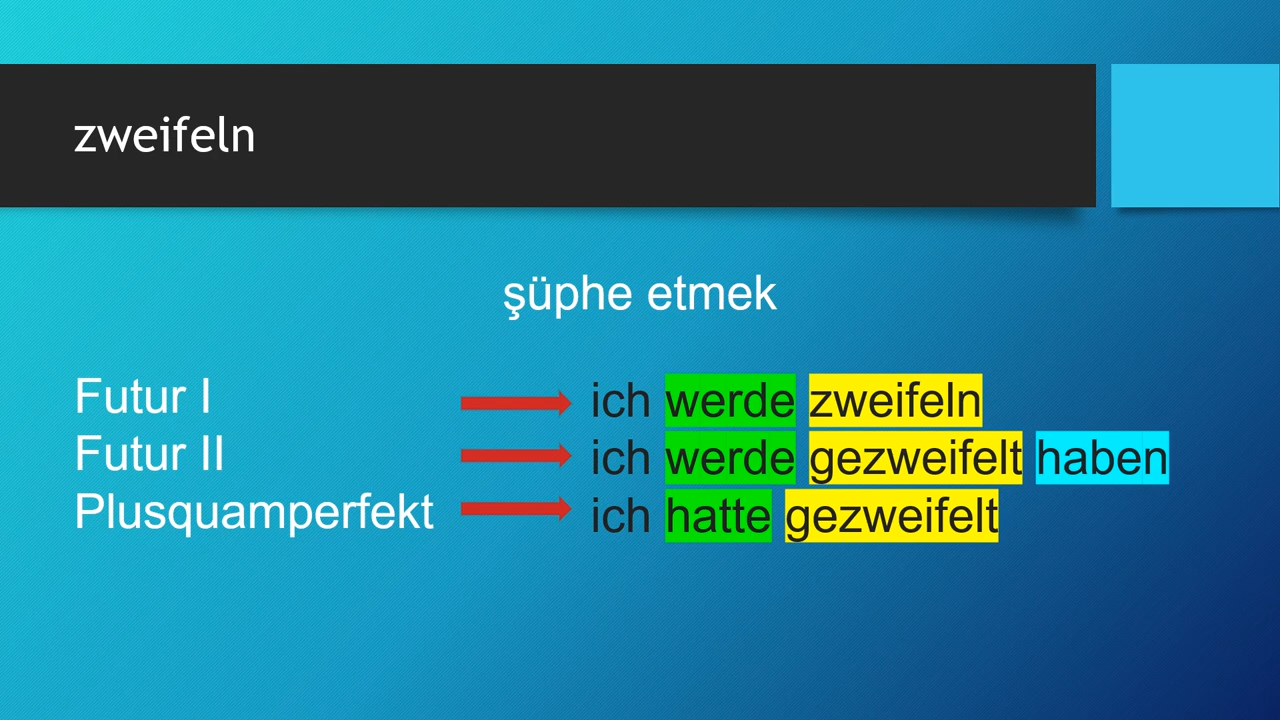 zweifeln
şüphe etmek
Futur I ich werde zweifeln
Futur II ich werde gezweifelt haben
Plusquamperfekt ich hatte gezweifelt